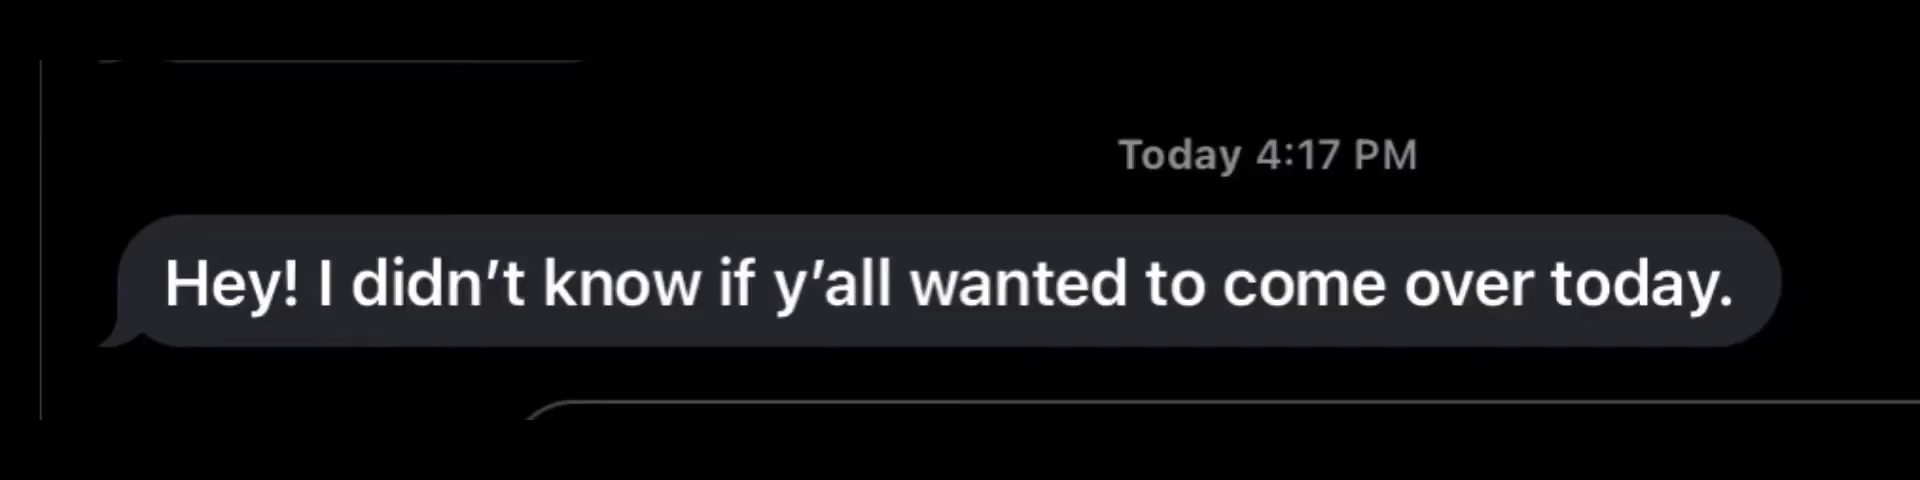 Today 4:17 PM
Hey! I didn’t know if y’all wanted to come over today.